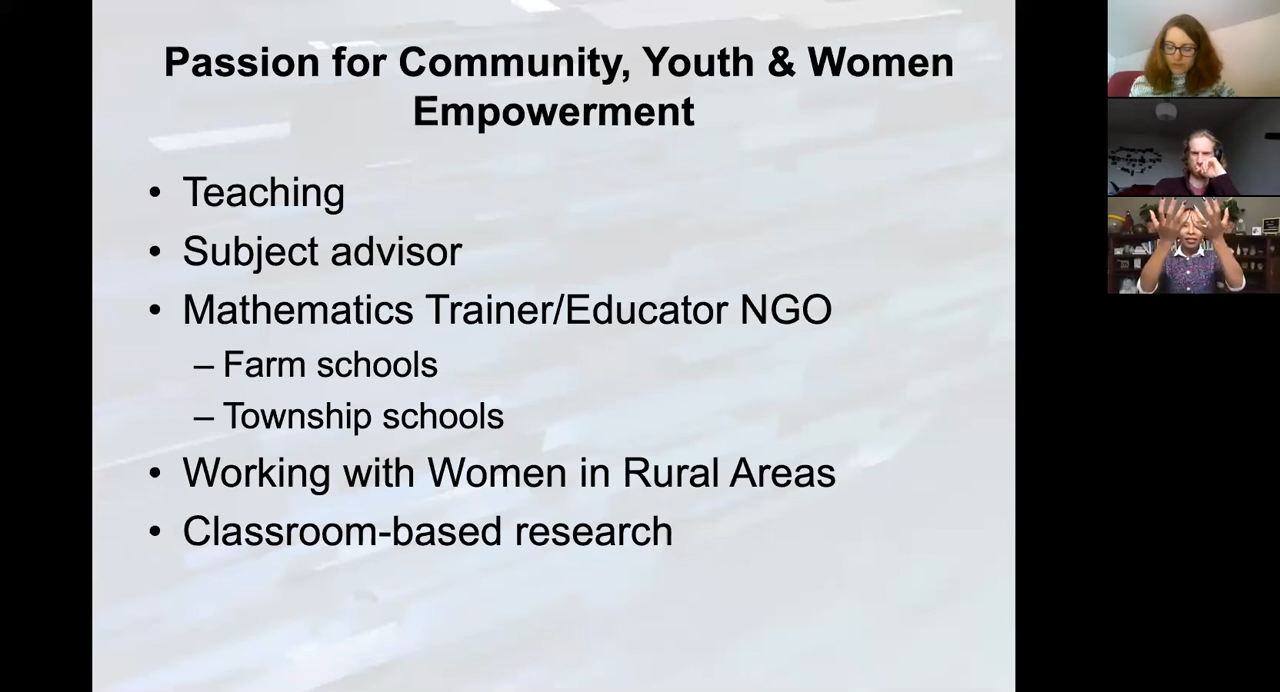 Passion for Community, Youth & Women
Empowerment
• Teaching
• Subject advisor
• Mathematics Trainer/Educator NGO
– Farm schools
– Township schools
• Working with Women in Rural Areas
• Classroom-based research